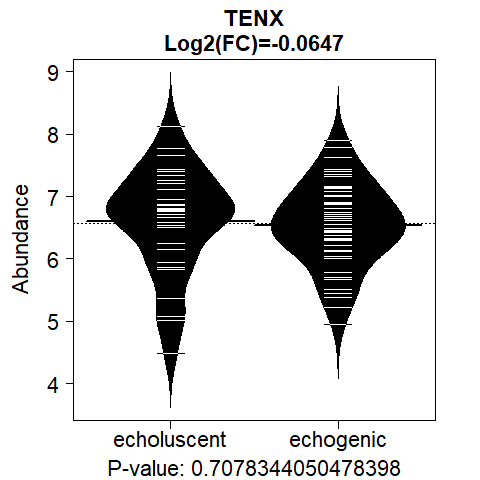 TENX
Log2(FC)=-0.0647
9
8
7
6
5
4
Abundance
echoluscent echogenic
P-value: 0.7078344050478398